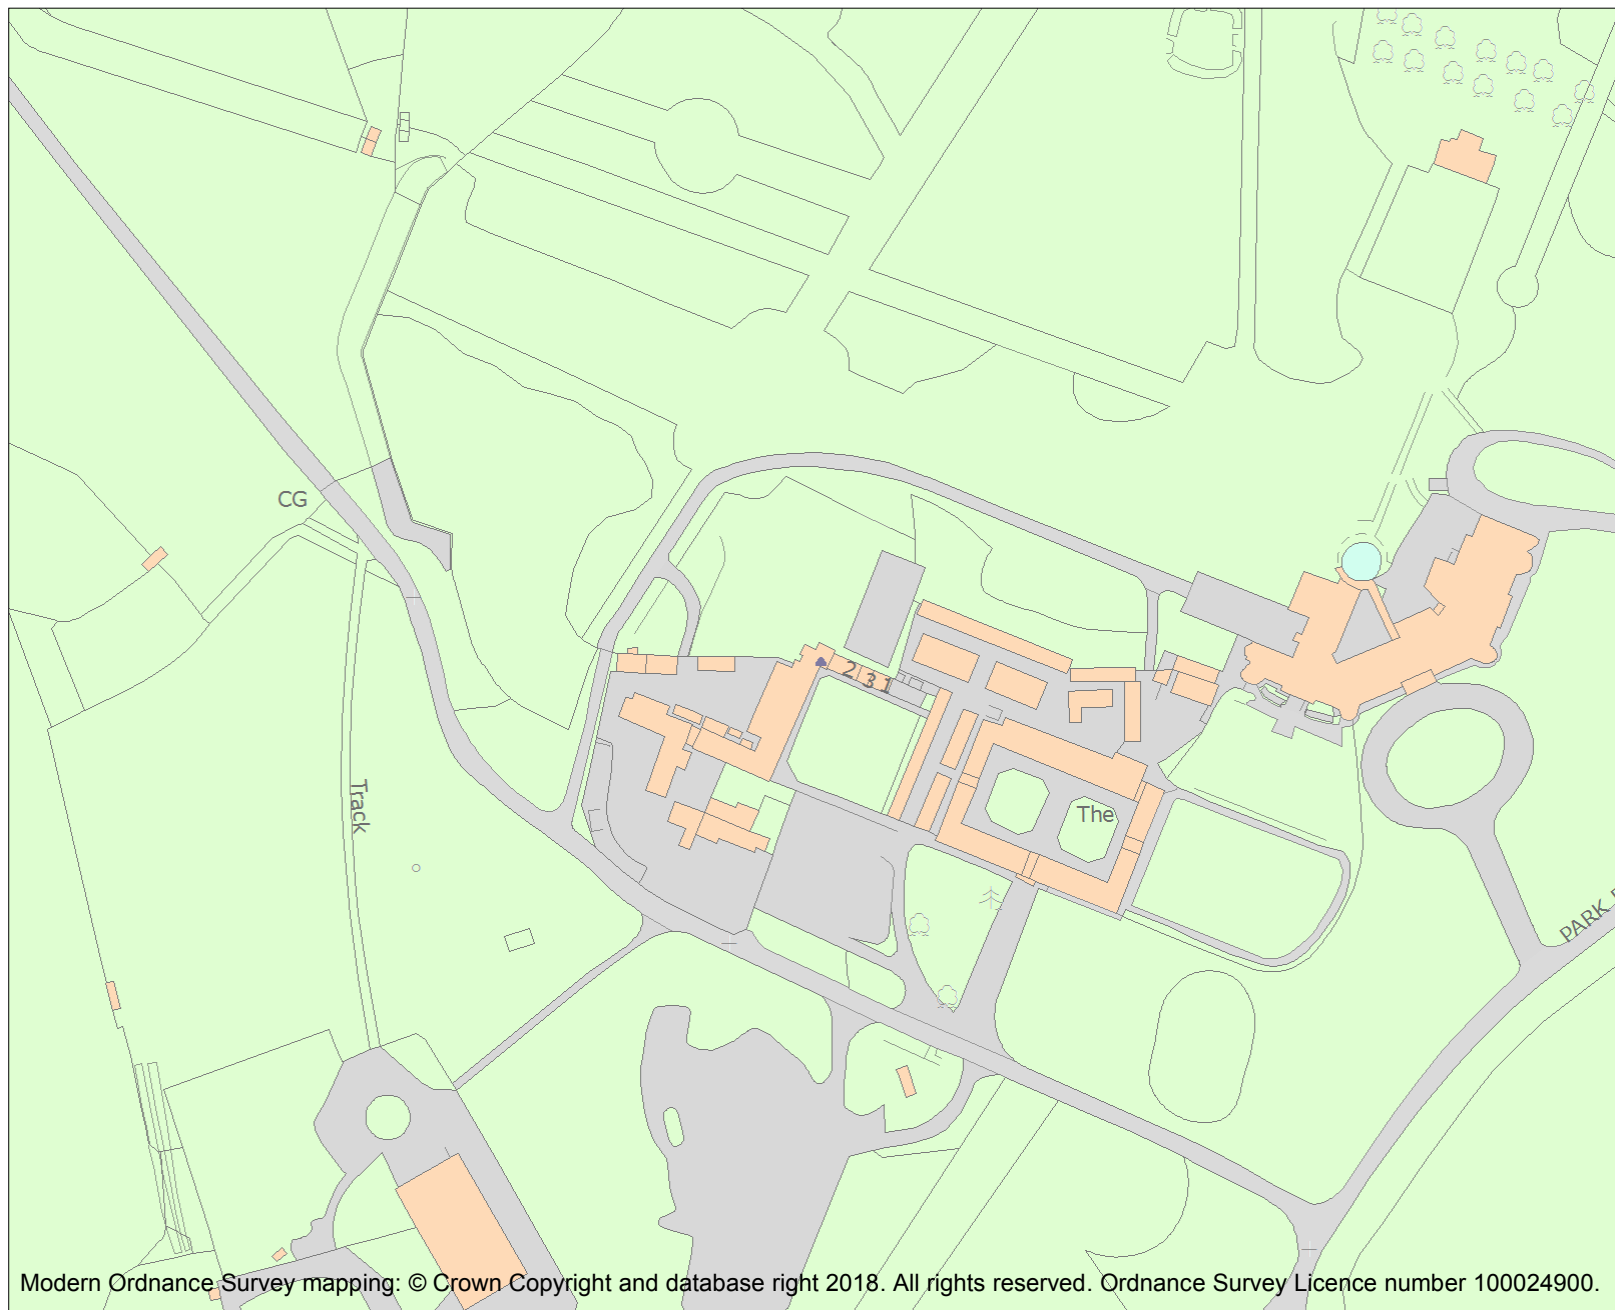 CG
2 3 1
Track
The
PARK
Modern Ordnance Survey mapping: © Crown Copyright and database right 2018. All rights reserved. Ordnance Survey Licence number 100024900.